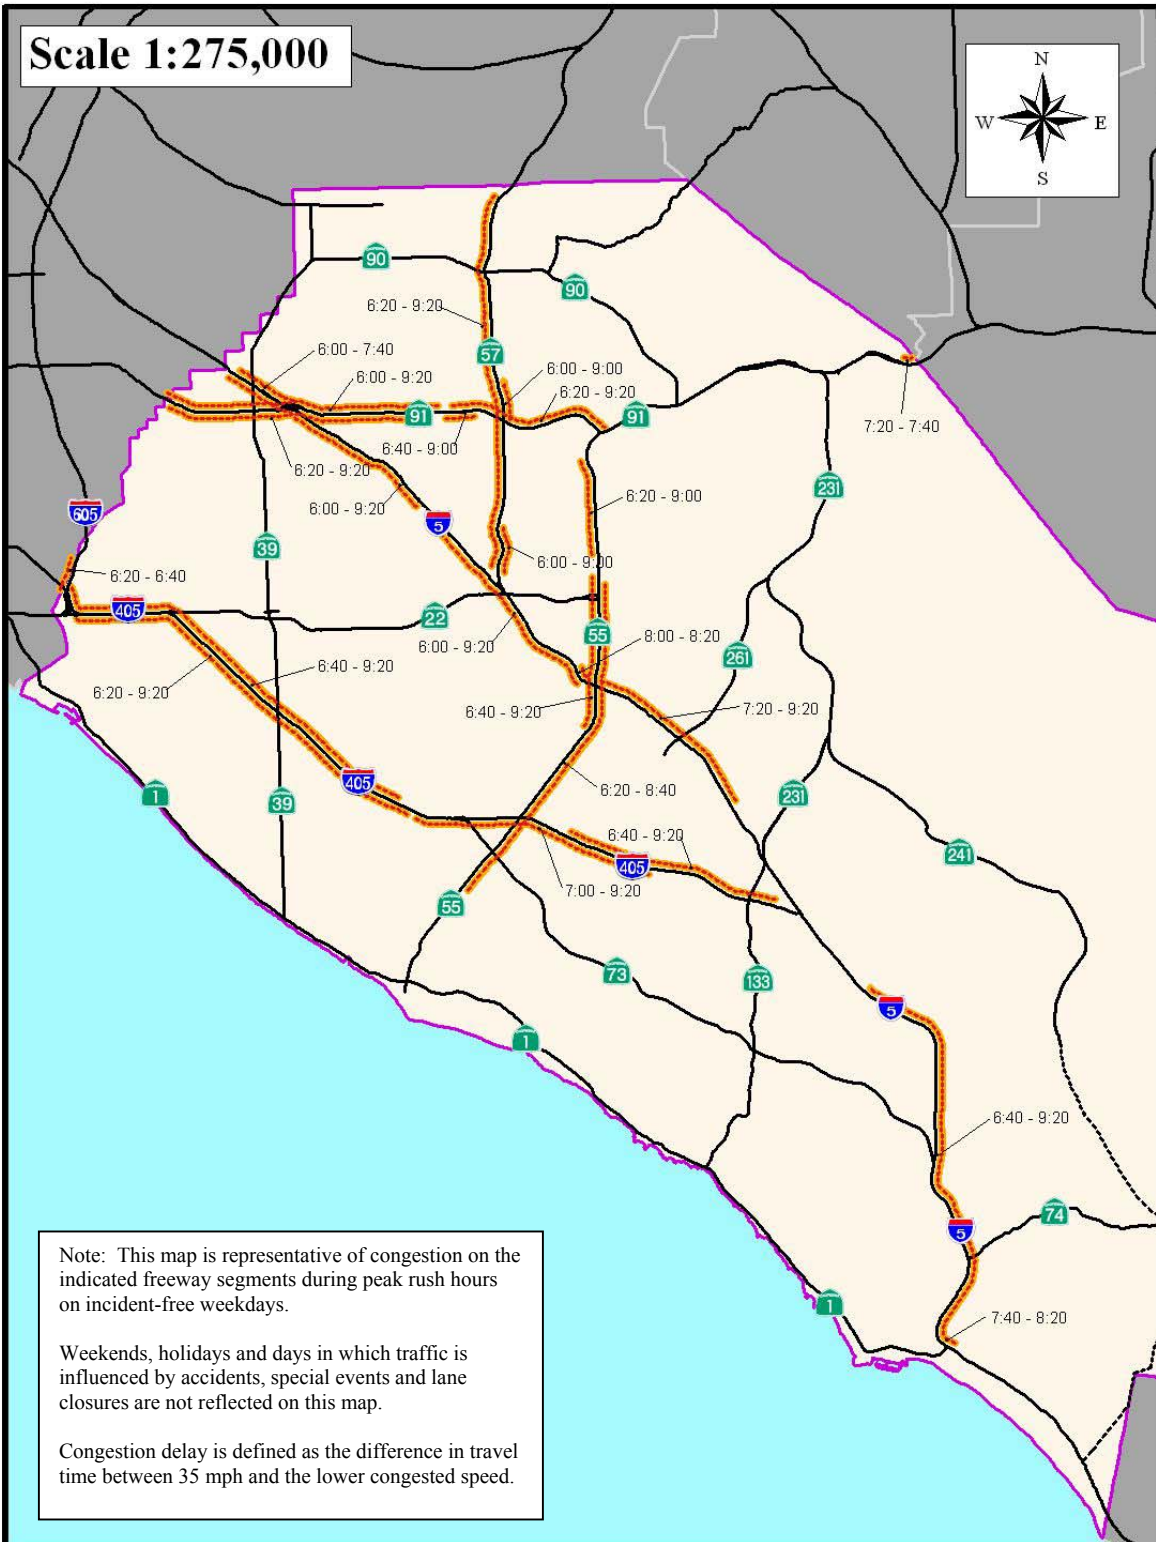 Scale 1:275,000
N
W E
S
90
90
6:20 - 9:20
57
6:00 - 7:40
6:00 - 9:00
6:00 - 9:20
6:20 - 9:20
91
91
7:20 - 7:40
6:40 - 9:00
6:20 - 9:20
231
6:20 - 9:00
6:00 - 9:20
605
5
39
6:00 - 9:00
6:20 - 6:40
405
22
55
8:00 - 8:20
6:00 - 9:20
261
6:40 - 9:20
6:20 - 9:20
6:40 - 9:20
7:20 - 9:20
405
6:20 - 8:40
1
39
231
6:40 - 9:20
241
405
7:00 - 9:20
55
73
133
5
1
6:40 - 9:20
74
5
1
7:40 - 8:20
Note: This map is representative of congestion on the
indicated freeway segments during peak rush hours
on incident-free weekdays.
Weekends, holidays and days in which traffic is
influenced by accidents, special events and lane
closures are not reflected on this map.
Congestion delay is defined as the difference in travel
time between 35 mph and the lower congested speed.